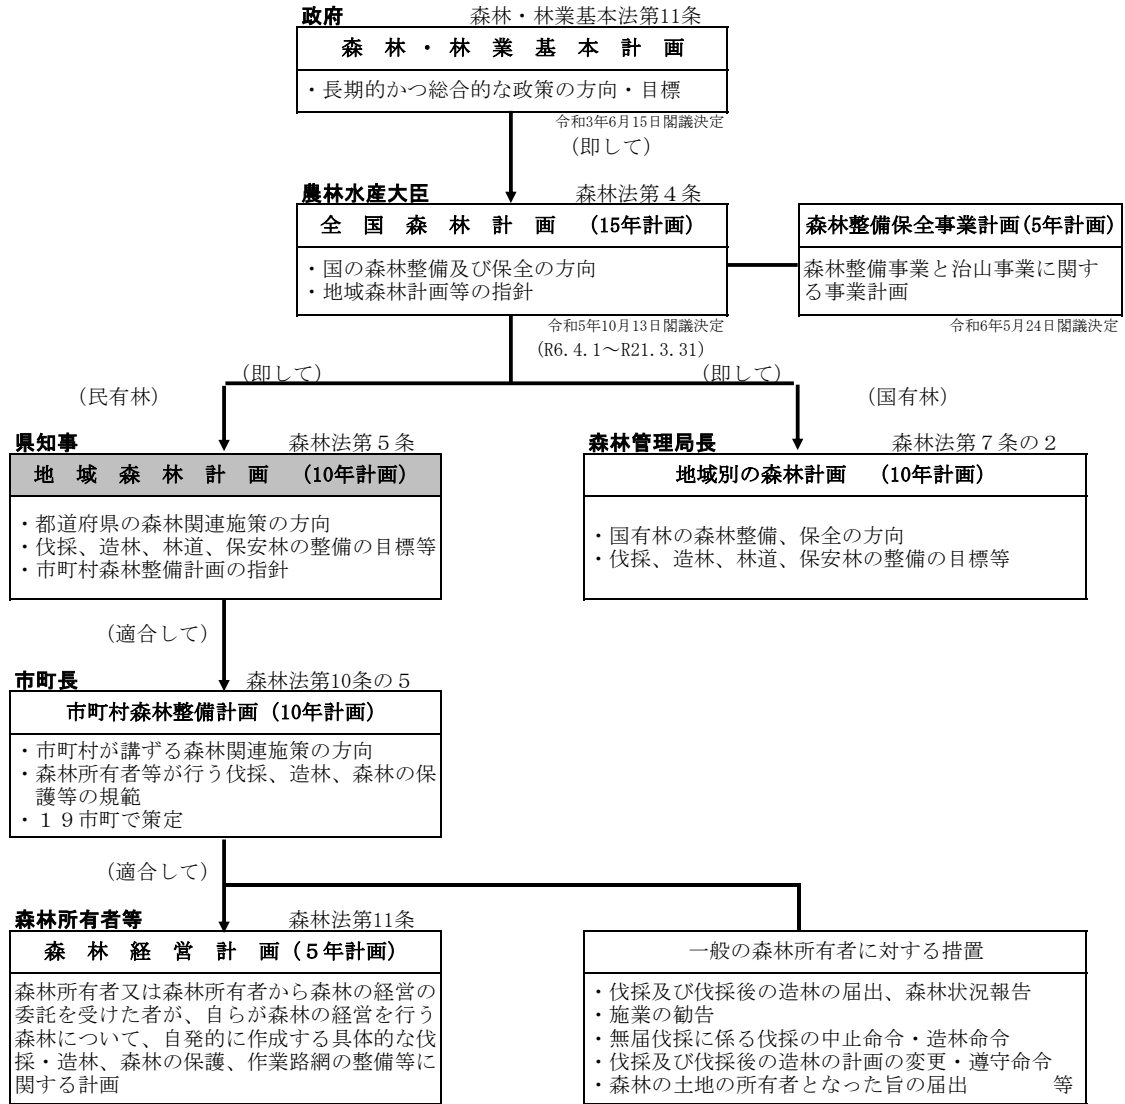 政府　森林・林業基本法第11条
森林・林業基本計画
・長期的かつ総合的な政策の方向・目標
令和3年6月15日閣議決定
(即して)
農林水産大臣　森林法第４条
全国森林計画　(15年計画)
・国の森林整備及び保全の方向
・地域森林計画等の指針
令和5年10月13日閣議決定
(R6.4.1～R21.3.31)
森林整備保全事業計画(5年計画)
森林整備事業と治山事業に関す
る事業計画
令和6年5月24日閣議決定
(即して)
(即して)
(民有林)
(国有林)
県知事　森林法第５条
地域森林計画　(10年計画)
・都道府県の森林関連施策の方向
・伐採、造林、林道、保安林の整備の目標等
・市町村森林整備計画の指針
森林管理局長　森林法第７条の２
地域別の森林計画　(10年計画)
・国有林の森林整備、保全の方向
・伐採、造林、林道、保安林の整備の目標等
(適合して)
市町長　森林法第10条の５
市町村森林整備計画 (10年計画)
・市町村が講ずる森林関連施策の方向
・森林所有者等が行う伐採、造林、森林の保
護等の規範
・１９市町で策定
(適合して)
森林所有者等　森林法第11条
森林経営計画(５年計画)
森林所有者又は森林所有者から森林の経営の
委託を受けた者が、自らが森林の経営を行う
森林について、自発的に作成する具体的な伐
採・造林、森林の保護、作業路網の整備等に
関する計画
一般の森林所有者に対する措置
・伐採及び伐採後の造林の届出、森林状況報告
・施業の勧告
・無届伐採に係る伐採の中止命令・造林命令
・伐採及び伐採後の造林の計画の変更・遵守命令
・森林の土地の所有者となった旨の届出　等